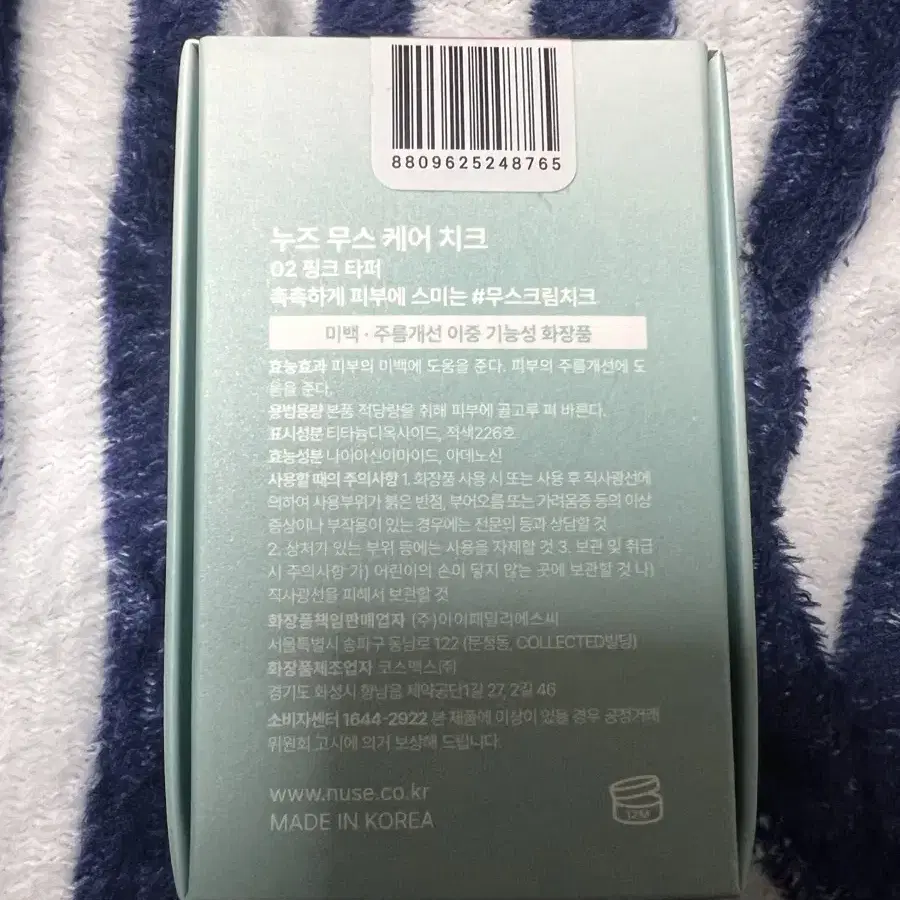 8809625248765
누즈 무스 케어 치크
02 핑크 타퍼
촉촉하게 피부에 스미는 #무스크림치크
미백 · 주름개선 이중 기능성 화장품
효능효과 피부의 미백에 도움을 준다. 피부의 주름개선에 도
움을 준다.
용법용량 본품 적당량을 취해 피부에 골고루 펴 바른다.
표시성분 티타늄디옥사이드, 적색226호
효능성분 나이아신아마이드, 아데노신
사용할 때의 주의사항 1. 화장품 사용 시 또는 사용 후 직사광선에
의하여 사용부위가 붉은 반점, 부어오름 또는 가려움증 등의 이상
증상이나 부작용이 있는 경우에는 전문의 등과 상담할 것
2. 상처가 있는 부위 등에는 사용을 자제할 것 3. 보관 및 취급
시 주의사항 가) 어린이의 손이 닿지 않는 곳에 보관할 것 나)
직사광선을 피해서 보관할 것
화장품책임판매업자 (주)아이패밀리에스씨
서울특별시 송파구 동남로 122 (문정동, COLLECTED빌딩)
화장품제조업자 코스맥스(주)
경기도 화성시 향남읍 제약공단1길 27, 2길 46
소비자센터 1644-2922 본 제품에 이상이 있을 경우 공정거래
위원회 고시에 의거 보상해 드립니다.
www.nuse.co.kr
MADE IN KOREA
12M